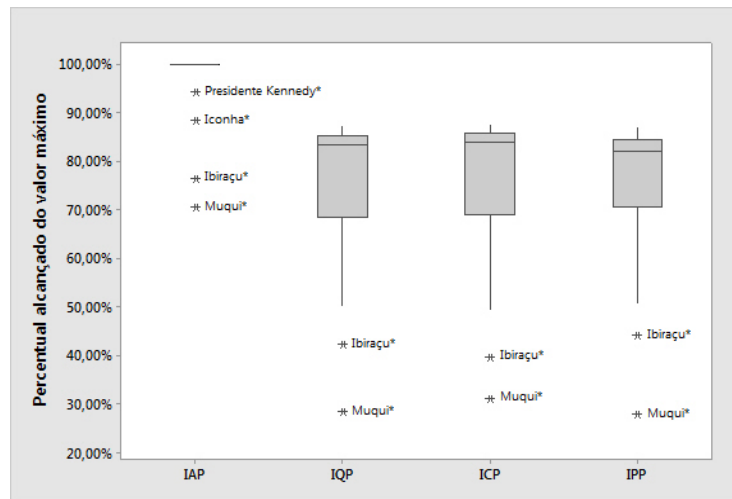 Percentual alcançado do valor máximo
100,00%
90,00%
80,00%
70,00%
60,00%
50,00%
40,00%
30,00%
20,00%
Presidente Kennedy*
Iconha*
Ibiraçu*
Muqui*
Ibiraçu*
Muqui*
Ibiraçu*
Muqui*
Ibiraçu*
Muqui*
IAP IQP ICP IPP